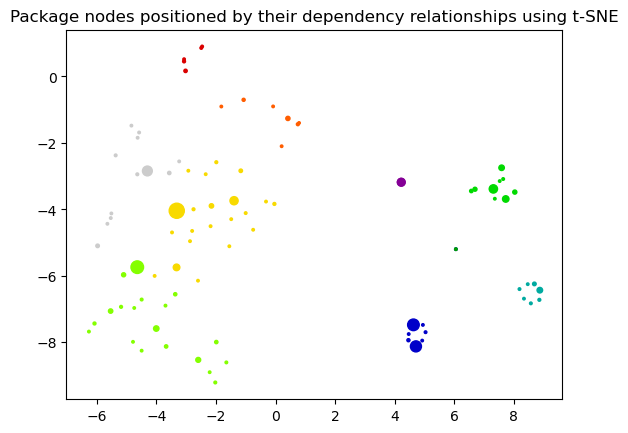 Package nodes positioned by their dependency relationships using t-SNE
0
−2
−4
−6
−8
−6 −4 −2 0 2 4 6 8